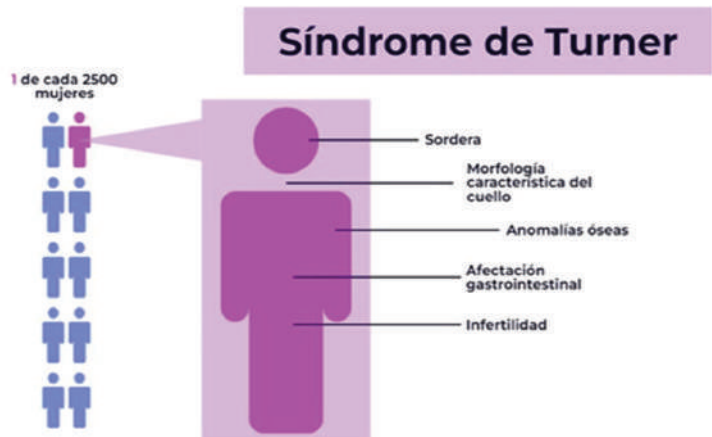 Síndrome de Turner
1 de cada 2500
mujeres
Sordera
Morfología
característica del
cuello
Anomalías óseas
Afectación
gastrointestinal
Infertilidad